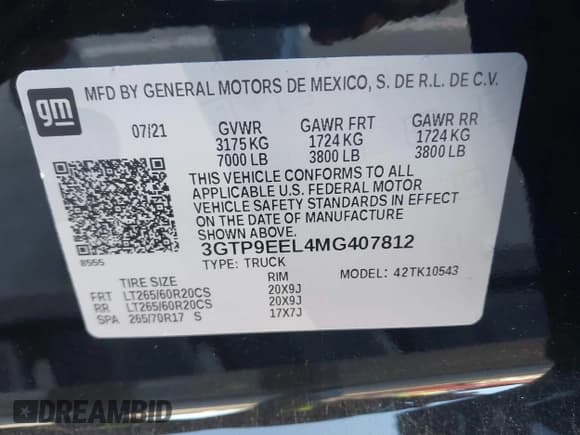 gm
MFD BY GENERAL MOTORS DE MEXICO, S. DE R.L. DE C.V.
07/21 GVWR GAWR FRT GAWR RR
3175 KG 1724 KG 1724 KG
7000 LB 3800 LB 3800 LB
THIS VEHICLE CONFORMS TO ALL
APPLICABLE U.S. FEDERAL MOTOR
VEHICLE SAFETY STANDARDS IN EFFECT
ON THE DATE OF MANUFACTURE
SHOWN ABOVE.
8555 3GTP9EEL4MG407812
TYPE: TRUCK MODEL: 42TK10543
TIRE SIZE RIM
FRT LT265/60R20CS 20X9J
RR LT265/60R20CS 20X9J
SPA 265/70R17 S 17X7J
DREAMBID